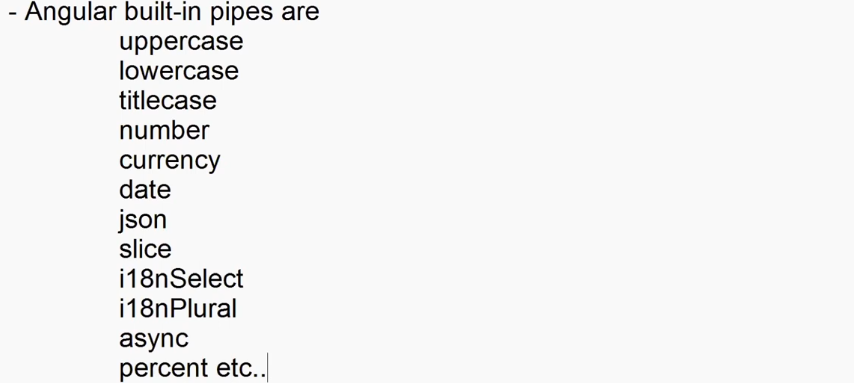 - Angular built-in pipes are
uppercase
lowercase
titlecase
number
currency
date
json
slice
i18nSelect
i18nPlural
async
percent etc..